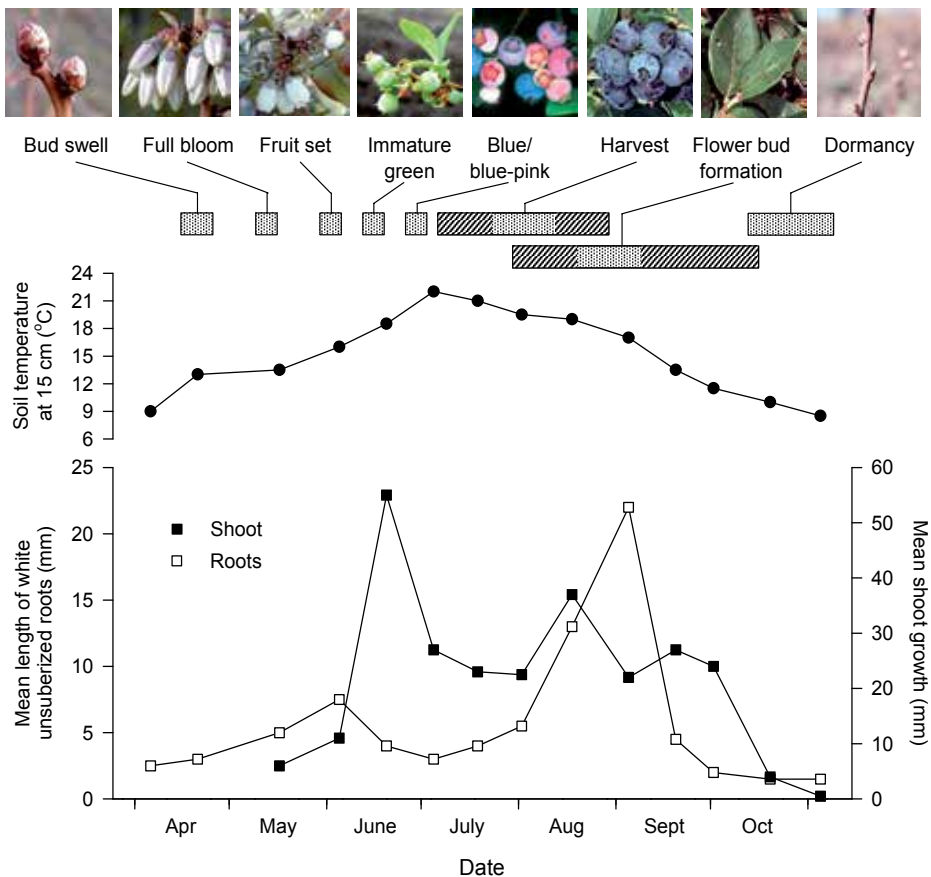 Bud swell
Full bloom
Fruit set
Immature
green
Blue/
blue-pink
Harvest
Flower bud
formation
Dormancy
Soil temperature
at 15 cm (°C)
24
21
18
15
12
9
6
Mean length of white
unsuberized roots (mm)
25
20
15
10
5
0
Shoot
Roots
60
50
40
30
20
10
0
Mean shoot growth
(mm)
Apr
May
June
July
Aug
Sept
Oct
Date